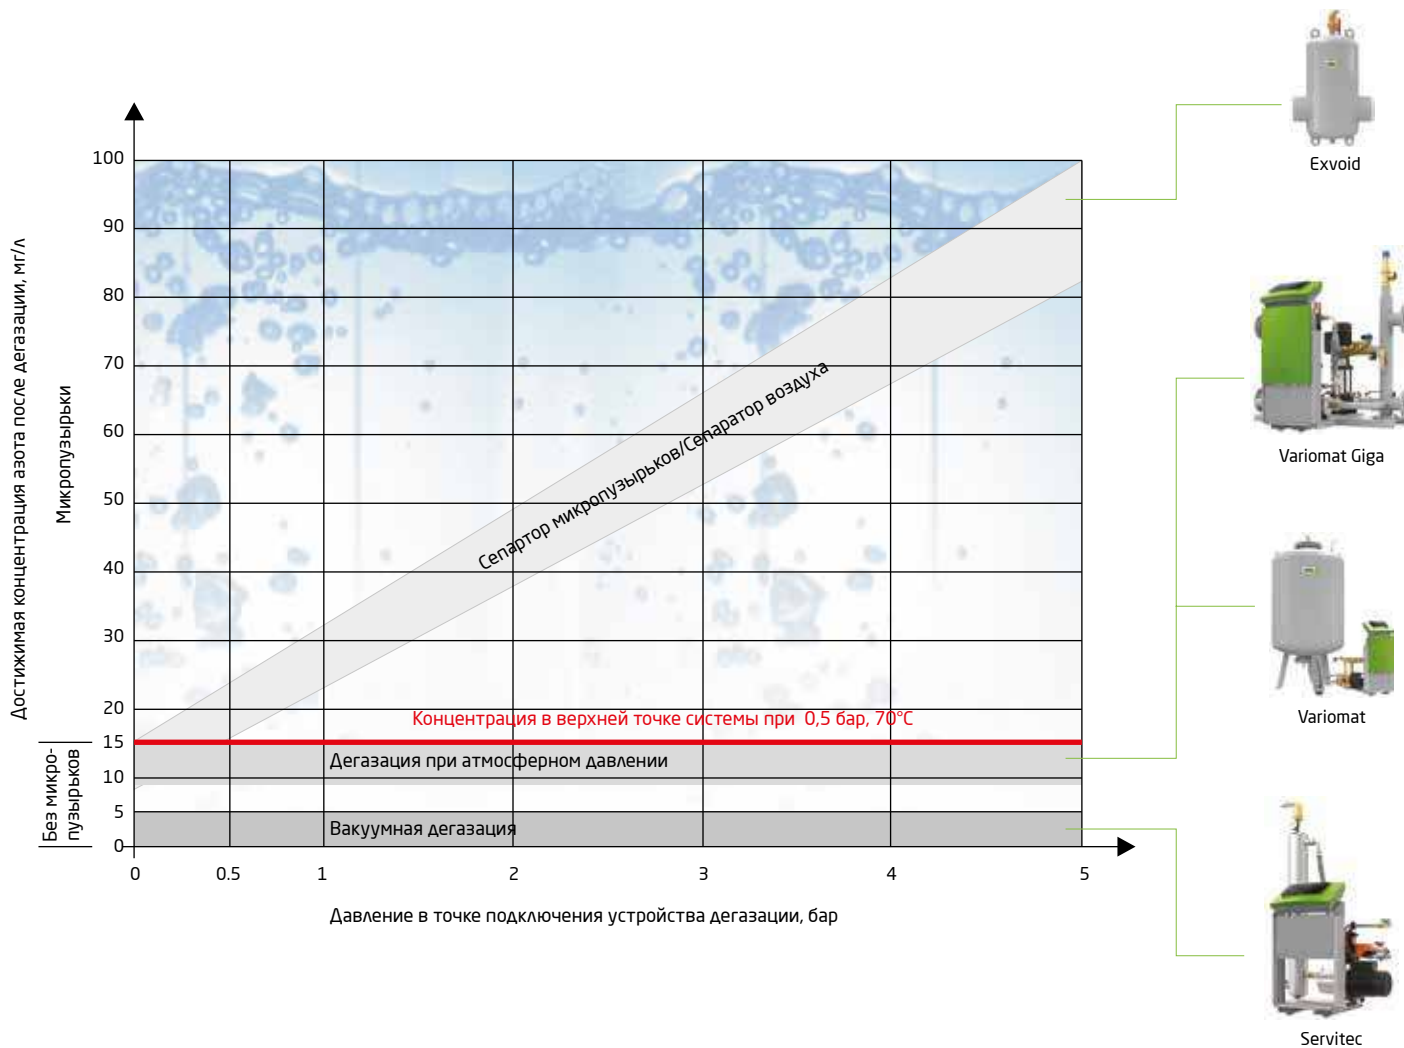 Достижимая концентрация азота после дегазации, мг/л
Микропузырьки
Без микро-
пузырьков
100
90
80
70
60
50
40
30
20
15
10
5
0
Сепартор микропузырьков/Сепаратор воздуха
Концентрация в верхней точке системы при 0,5 бар, 70°C
Дегазация при атмосферном давлении
Вакуумная дегазация
0
0.5
1
2
3
4
5
Давление в точке подключения устройства дегазации, бар
Exvoid
Variomat Giga
Variomat
Servitec